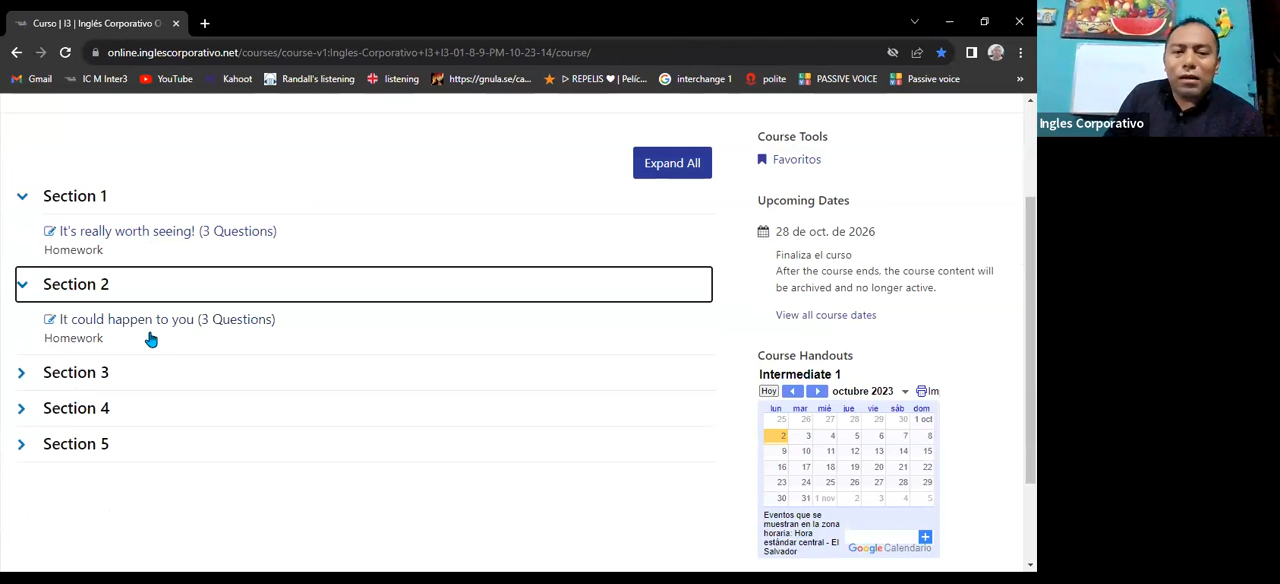 Curso | I3 | Inglés Corporativo O
online.inglescorporativo.net/courses/course-v1:Ingles-Corporativo+I3+I3-01-8-9-PM-10-23-14/course/
Gmail IC M Inter3 YouTube Kahoot Randall's listening listening https://gnula.se/ca... ▷ REPELIS ♥ | Pelíc... interchange 1 polite PASSIVE VOICE Passive voice »
Ingles Corporativo
Expand All
Section 1
It's really worth seeing! (3 Questions)
Homework
Section 2
It could happen to you (3 Questions)
Homework
Section 3
Section 4
Section 5
Course Tools
Favoritos
Upcoming Dates
28 de oct. de 2026
Finaliza el curso
After the course ends, the course content will
be archived and no longer active.
View all course dates
Course Handouts
Intermediate 1
Hoy octubre 2023 Im
lun mar mié jue vie sáb dom
25 26 27 28 29 30 1 oct
2 3 4 5 6 7 8
9 10 11 12 13 14 15
16 17 18 19 20 21 22
23 24 25 26 27 28 29
30 31 1 nov 2 3 4 5
Eventos que se
muestran en la zona
horaria: Hora
estándar central - El
Salvador
Google Calendario